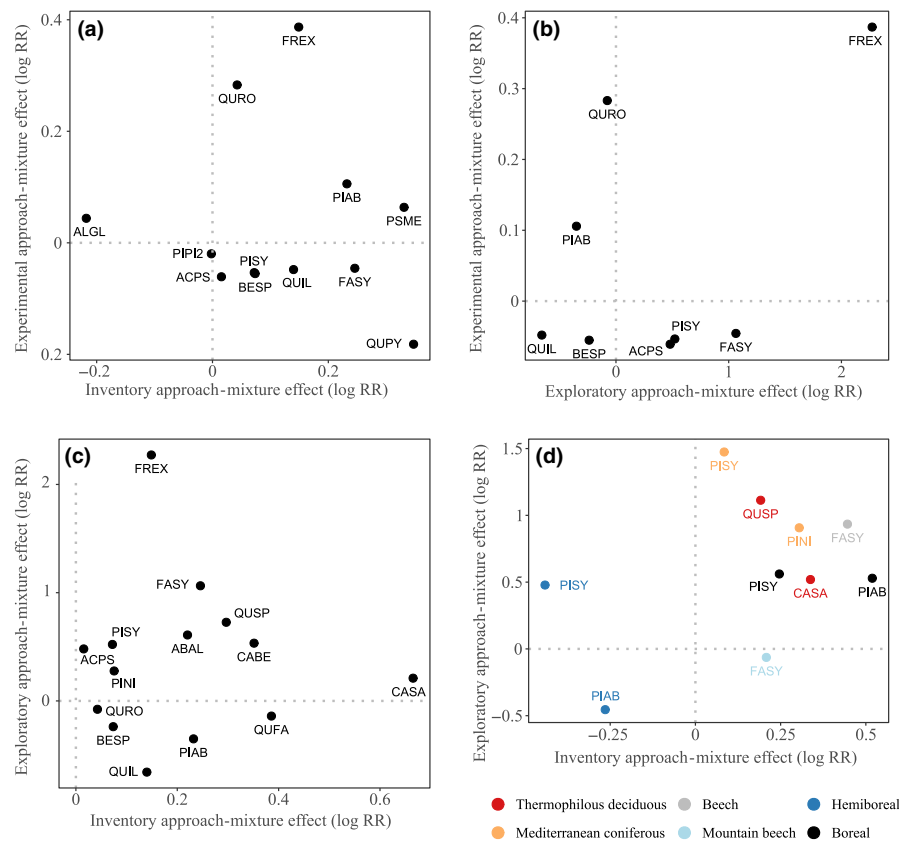 (a)
0.4
0.2
0
0.2
Experimental approach-mixture effect (log RR)
FREX
QURO
PIAB
PSME
ALGL
PIPI2
PISY
ACPS
BESP
QUIL
FASY
QUPY
−0.2
0
0.2
Inventory approach-mixture effect (log RR)
(b)
0.4
0.3
0.2
0.1
0
Experimental approach-mixture effect (log RR)
FREX
QURO
PIAB
QUIL
BESP
ACPS
PISY
FASY
0
1
2
Exploratory approach-mixture effect (log RR)
(c)
2
1
0
Exploratory approach-mixture effect (log RR)
FREX
FASY
QUSP
PISY
ACPS
ABAL
CABE
PINI
CASA
QURO
BESP
QUFA
PIAB
QUIL
0
0.2
0.4
0.6
Inventory approach-mixture effect (log RR)
(d)
1.5
1
0.5
0
−0.5
Exploratory approach-mixture effect (log RR)
PISY
QUSP
PINI
FASY
PISY
PISY
CASA
PIAB
FASY
PIAB
−0.25
0
0.25
0.5
Inventory approach-mixture effect (log RR)
Thermophilous deciduous
Beech
Hemiboreal
Mediterranean coniferous
Mountain beech
Boreal